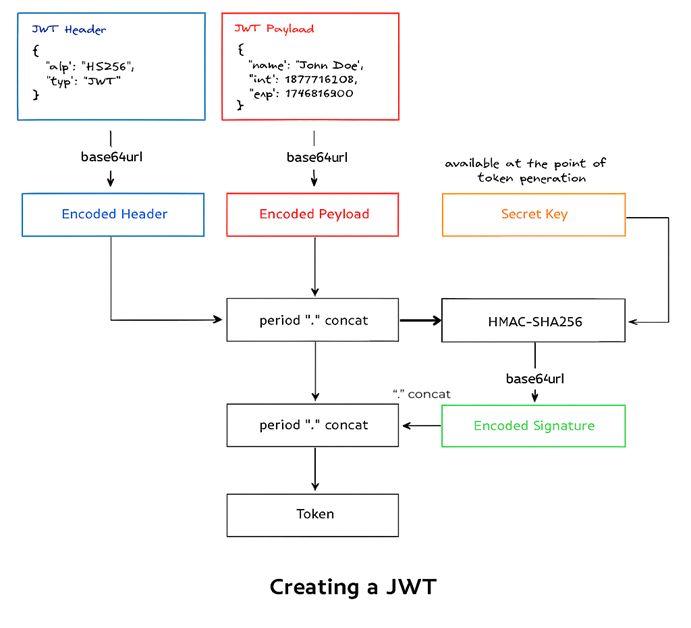 JWT Header
{
"alp": "HS256",
"typ": "JWT"
}
JWT Paylaad
{
"name": "John Doe',
"int': 1877716208,
"exp': 1746816900
}
base64url
base64url
available at the point of
token peneration
Encoded Header
Encoded Peyload
Secret Key
period "." concat
HMAC-SHA256
base64url
"." concat
period "." concat
Encoded Signature
Token
Creating a JWT